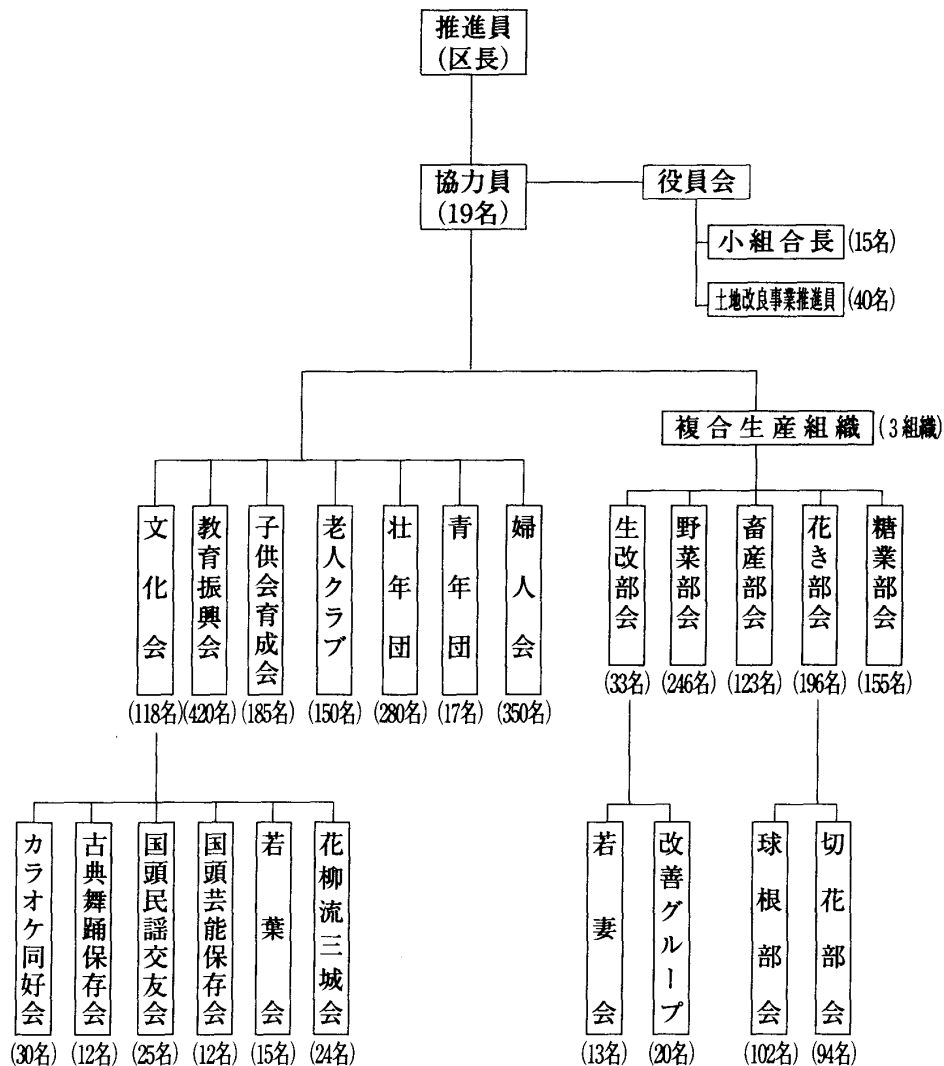 推進員
(区長)
協力員
(19名)
役員会
小組合長 (15名)
土地改良事業推進員 (40名)
複合生産組織 (3組織)
文化会
(118名)
教育振興会
(420名)
子供会育成会
(185名)
老人クラブ
(150名)
壮年団
(280名)
青年団
(17名)
婦人会
(350名)
生改部会
(33名)
野菜部会
(246名)
畜産部会
(123名)
花き部会
(196名)
糖業部会
(155名)
カラオケ同好会
(30名)
古典舞踊保存会
(12名)
国頭民謡交友会
(25名)
国頭芸能保存会
(12名)
若葉会
(15名)
花柳流三城会
(24名)
若妻会
(13名)
改善グループ
(20名)
球根部会
(102名)
切花部会
(94名)